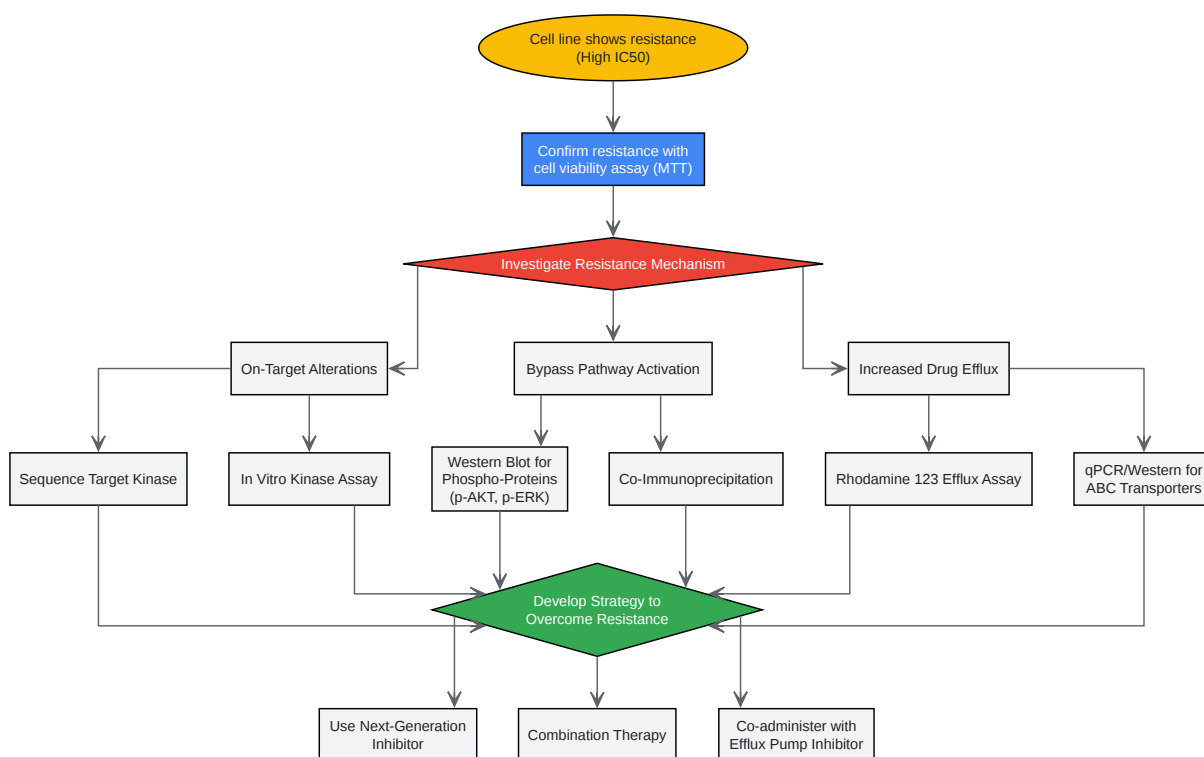 Cell line shows resistance
(High IC50)
Confirm resistance with
cell viability assay (MTT)
Investigate Resistance Mechanism
On-Target Alterations
Bypass Pathway Activation
Increased Drug Efflux
Sequence Target Kinase
In Vitro Kinase Assay
Western Blot for
Phospho-Proteins
(p-AKT, p-ERK)
Co-Immunoprecipitation
Rhodamine 123 Efflux Assay
qPCR/Western for
ABC Transporters
Develop Strategy to
Overcome Resistance
Use Next-Generation
Inhibitor
Combination Therapy
Co-administer with
Efflux Pump Inhibitor